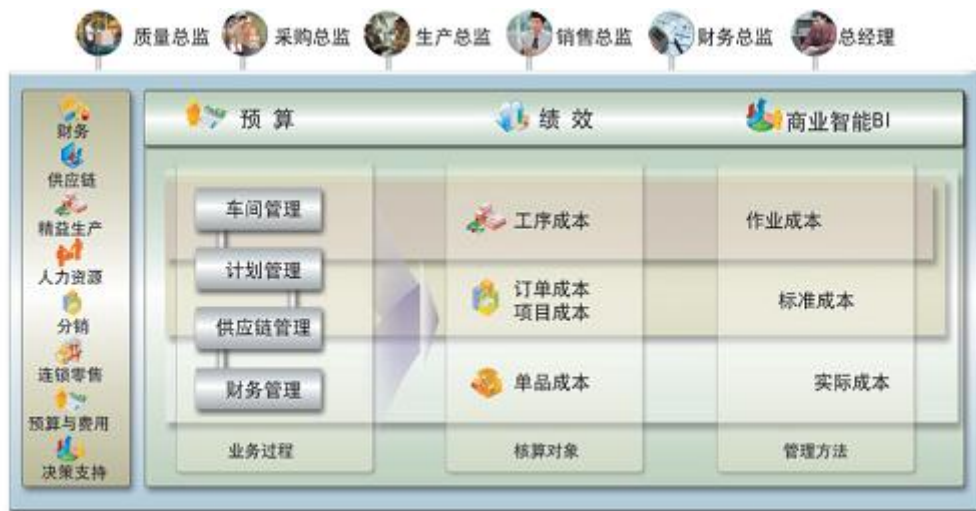 质量总监
采购总监
生产总监
销售总监
财务总监
总经理
财务
供应链
精益生产
人力资源
分销
连锁零售
预算与费用
决策支持
预算
绩效
商业智能BI
车间管理
计划管理
供应链管理
财务管理
业务过程
工序成本
订单成本
项目成本
单品成本
核算对象
作业成本
标准成本
实际成本
管理方法